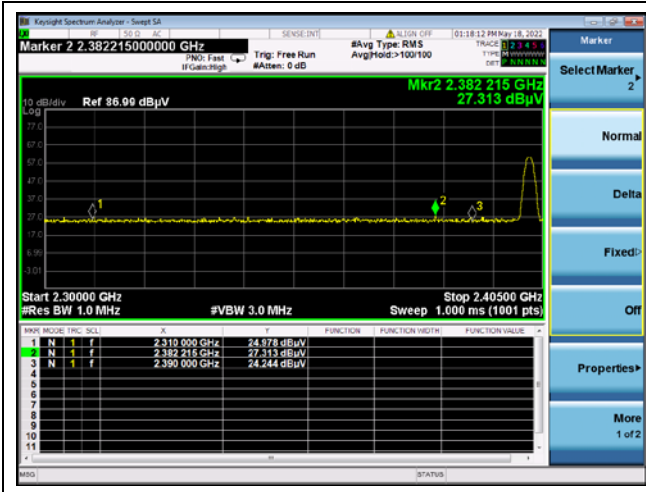 Keysight Spectrum Analyzer - Swept SA
RF 50 Ω AC SENSE:INT ALIGN OFF 01:18:12 PM May 18, 2022
Marker 2 2.382215000000 GHz
PNO: Fast
IFGain:High
Trig: Free Run
#Atten: 0 dB
#Avg Type: RMS
Avg|Hold:>100/100
TRACE 1 2 3 4 5 6
TYPE M
DET P N N N N N
Mkr2 2.382 215 GHz
27.313 dBµV
10 dB/div Ref 86.99 dBµV
Log
77.0
67.0
57.0
47.0
37.0
27.0
17.0
6.99
-3.01
1
2
3
Start 2.30000 GHz Stop 2.40500 GHz
#Res BW 1.0 MHz #VBW 3.0 MHz Sweep 1.000 ms (1001 pts)
MKR MODE TRC SCL X Y FUNCTION FUNCTION WIDTH FUNCTION VALUE
1 N 1 f 2.310 000 GHz 24.978 dBµV
2 N 1 f 2.382 215 GHz 27.313 dBµV
3 N 1 f 2.390 000 GHz 24.244 dBµV
4
5
6
7
8
9
10
11
MSG STATUS
Marker
Select Marker
2
Normal
Delta
Fixed
Off
Properties
More
1 of 2